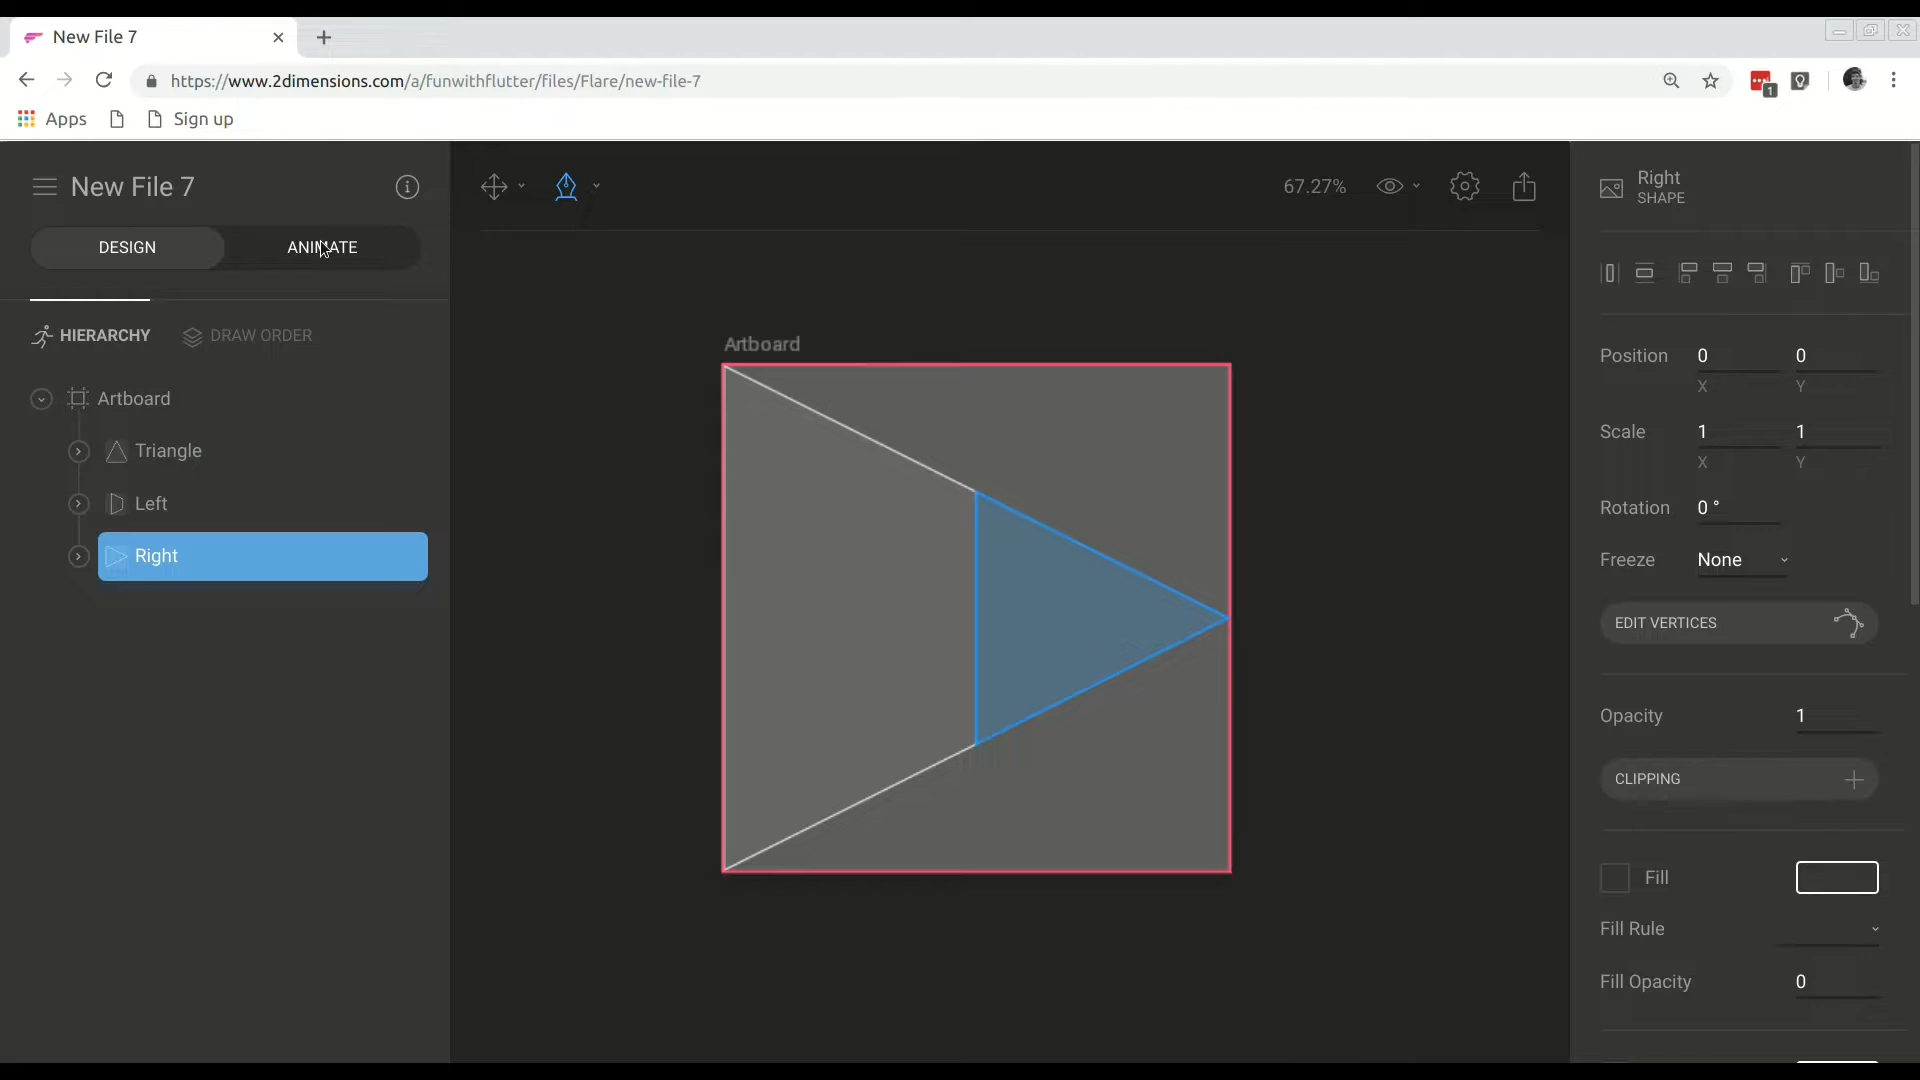 New File 7
https://www.2dimensions.com/a/funwithflutter/files/Flare/new-file-7
1
Apps
Sign up
New File 7
DESIGN
ANIMATE
HIERARCHY
DRAW ORDER
Artboard
Triangle
Left
Right
67.27%
Artboard
Right
SHAPE
Position 0 0
X Y
Scale 1 1
X Y
Rotation 0 °
Freeze None
EDIT VERTICES
Opacity 1
CLIPPING
Fill
Fill Rule
Fill Opacity 0